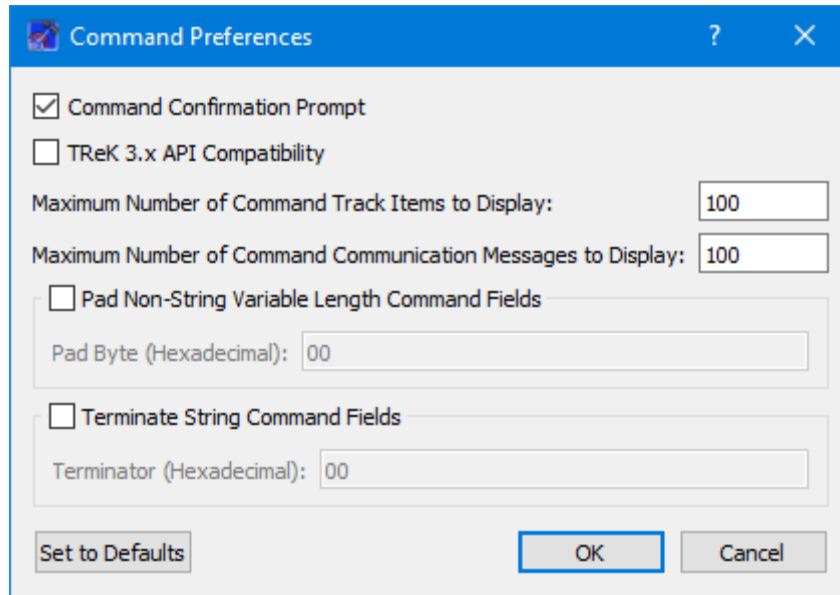 Command Preferences ?
Command Confirmation Prompt
TReK 3.x API Compatibility
Maximum Number of Command Track Items to Display: 100
Maximum Number of Command Communication Messages to Display: 100
Pad Non-String Variable Length Command Fields
Pad Byte (Hexadecimal): 00
Terminate String Command Fields
Terminator (Hexadecimal): 00
Set to Defaults OK Cancel